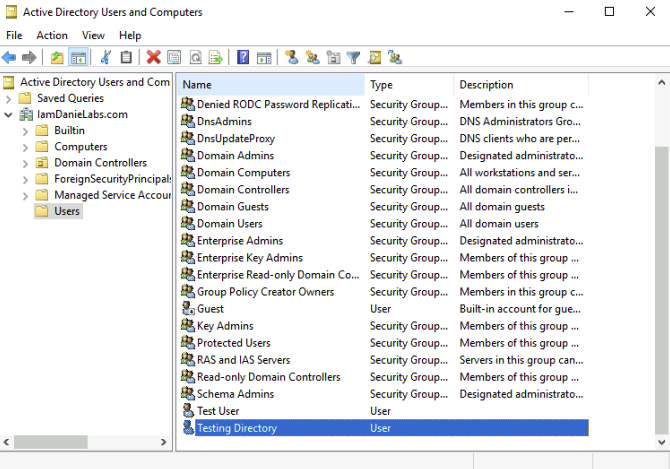 Active Directory Users and Computers
File Action View Help
Active Directory Users and Com
Saved Queries
IamDanieLabs.com
Builtin
Computers
Domain Controllers
ForeignSecurityPrincipals
Managed Service Accour
Users
Name Type Description
Denied RODC Password Replicati... Security Group... Members in this group c...
DnsAdmins Security Group... DNS Administrators Gro...
DnsUpdateProxy Security Group... DNS clients who are per...
Domain Admins Security Group... Designated administrato...
Domain Computers Security Group... All workstations and ser...
Domain Controllers Security Group... All domain controllers i...
Domain Guests Security Group... All domain guests
Domain Users Security Group... All domain users
Enterprise Admins Security Group... Designated administrato...
Enterprise Key Admins Security Group... Members of this group ...
Enterprise Read-only Domain Co... Security Group... Members of this group ...
Group Policy Creator Owners Security Group... Members in this group c...
Guest User Built-in account for gue...
Key Admins Security Group... Members of this group ...
Protected Users Security Group... Members of this group ...
RAS and IAS Servers Security Group... Servers in this group can...
Read-only Domain Controllers Security Group... Members of this group ...
Schema Admins Security Group... Designated administrato...
Test User User
Testing Directory User